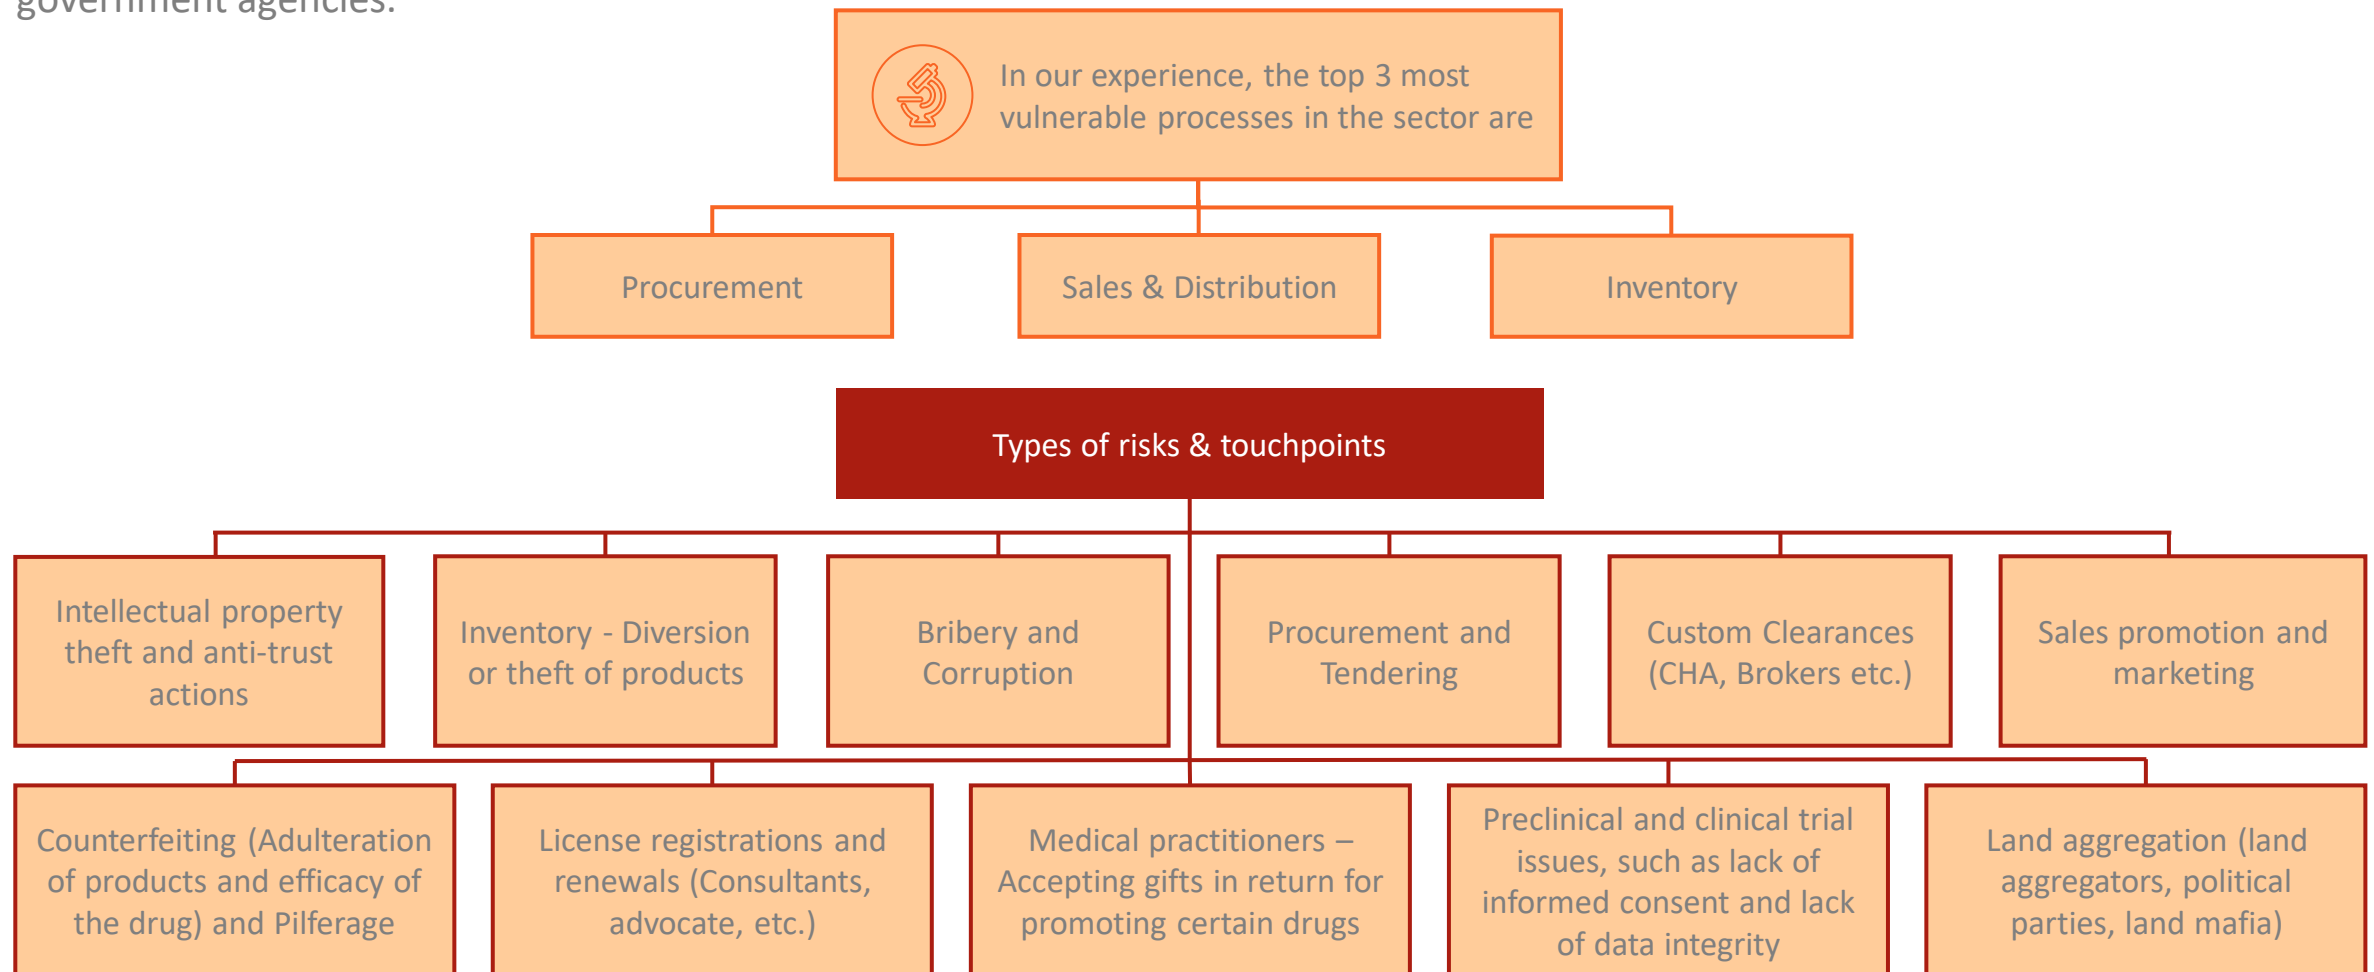 government agencies.
In our experience, the top 3 most
vulnerable processes in the sector are
Procurement
Sales & Distribution
Inventory
Types of risks & touchpoints
Intellectual property
theft and anti-trust
actions
Inventory - Diversion
or theft of products
Bribery and
Corruption
Procurement and
Tendering
Custom Clearances
(CHA, Brokers etc.)
Sales promotion and
marketing
Counterfeiting (Adulteration
of products and efficacy of
the drug) and Pilferage
License registrations and
renewals (Consultants,
advocate, etc.)
Medical practitioners –
Accepting gifts in return for
promoting certain drugs
Preclinical and clinical trial
issues, such as lack of
informed consent and lack
of data integrity
Land aggregation (land
aggregators, political
parties, land mafia)